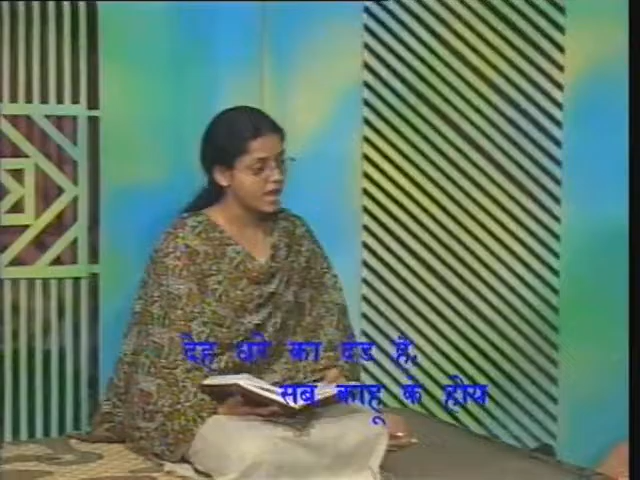 देह धरे का दंड है,
सब काहू क होय